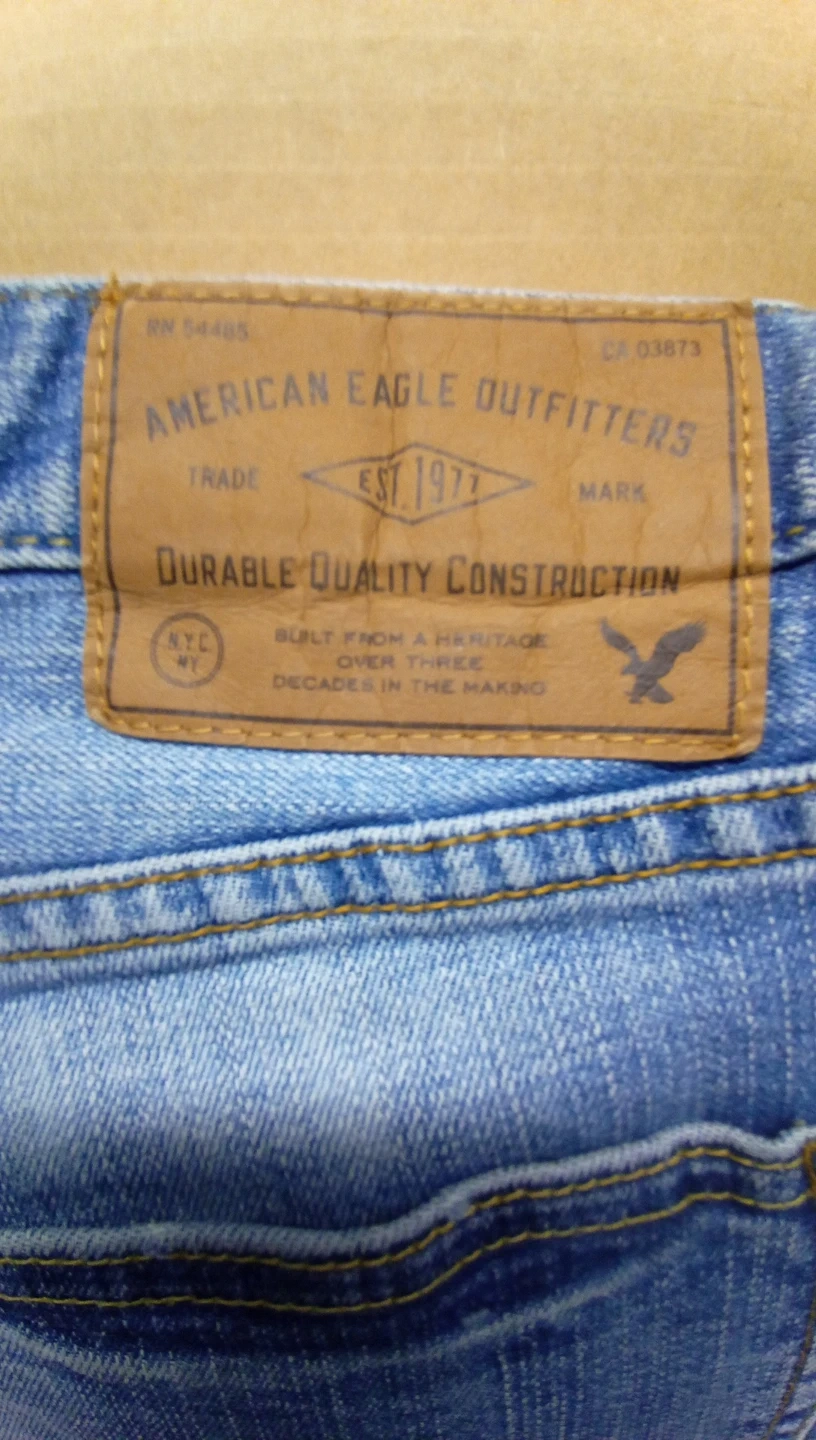 RN 54485
CA 03873
AMERICAN EAGLE OUTFITTERS
TRADE EST. 1977 MARK
DURABLE QUALITY CONSTRUCTION
N.Y.C.
NY
BUILT FROM A HERITAGE
OVER THREE
DECADES IN THE MAKING